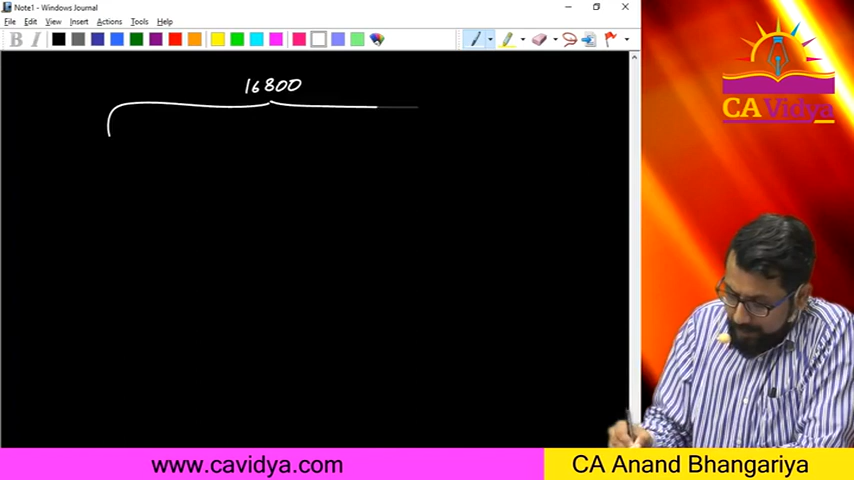 Note1 - Windows Journal
File Edit View Insert Actions Tools Help
B I
16800
CA Vidya
www.cavidya.com
CA Anand Bhangariya